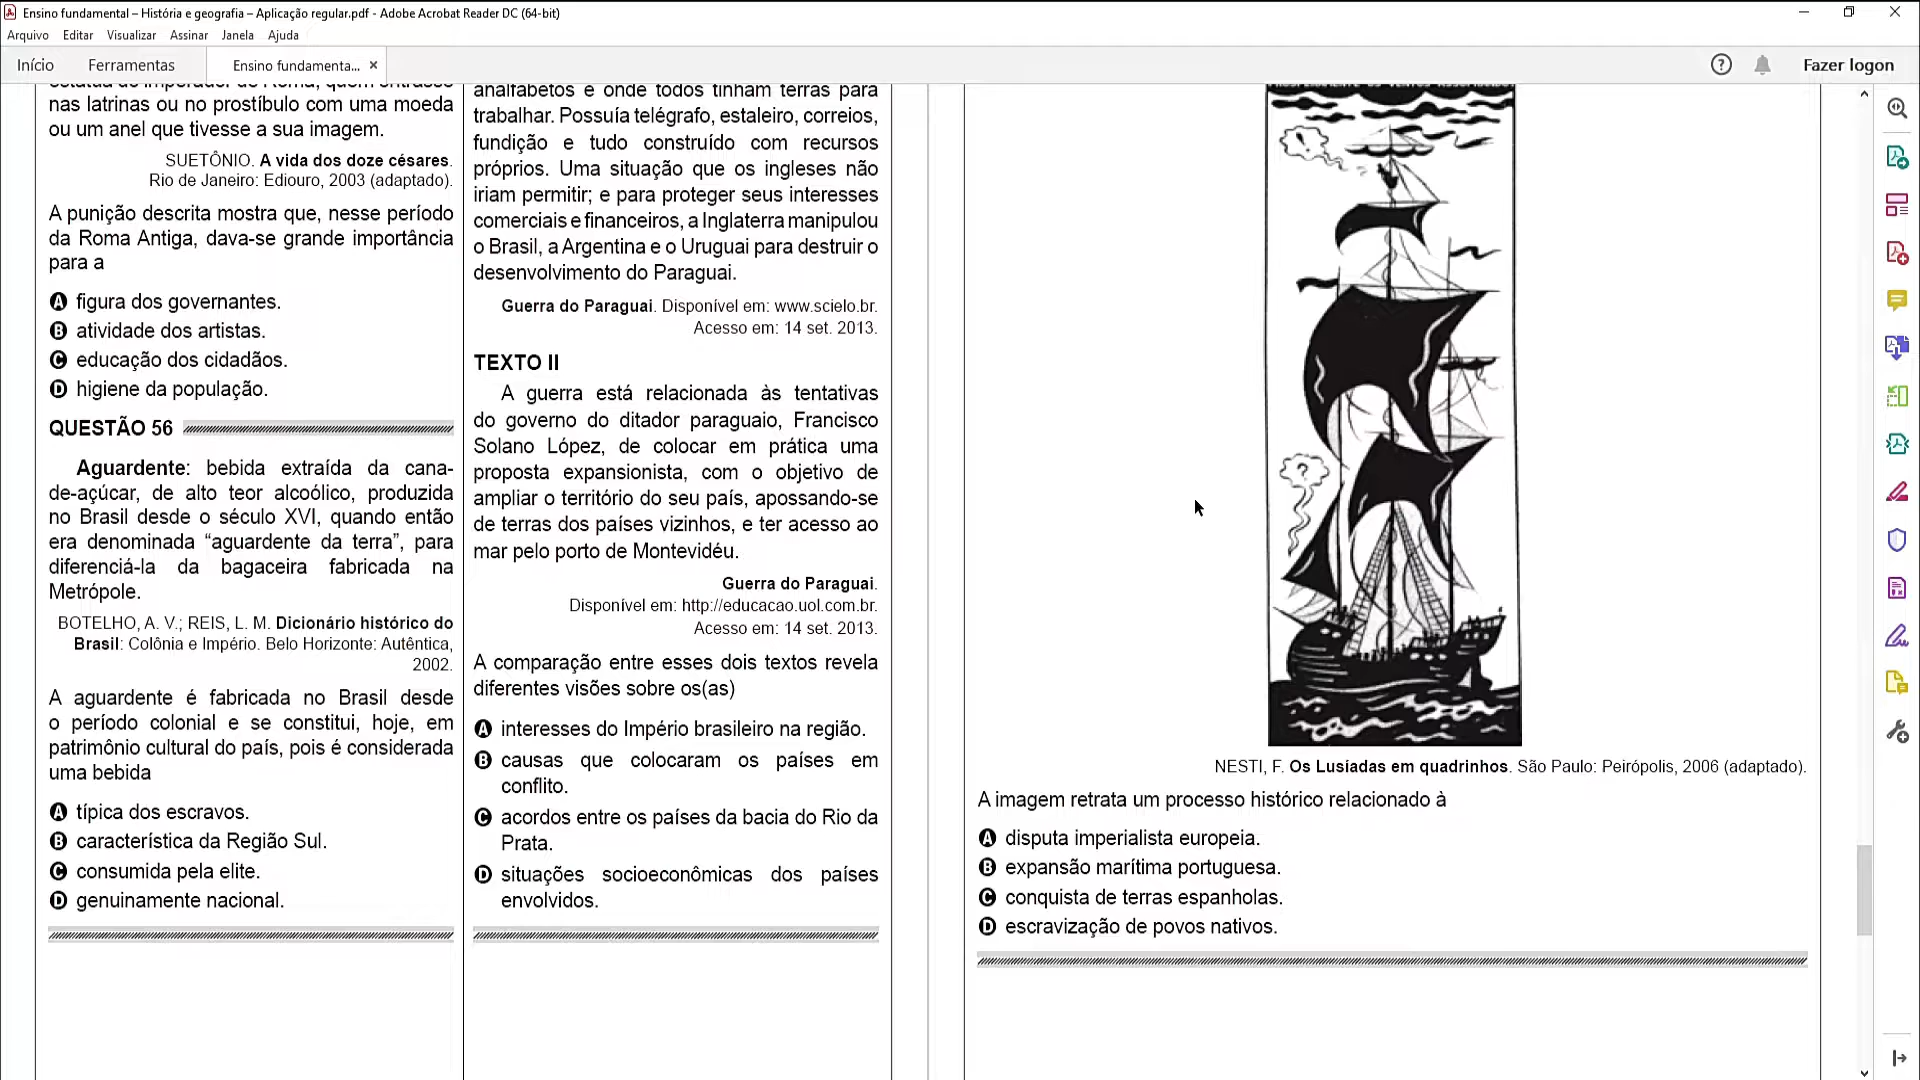 Ensino fundamental – História e geografia – Aplicação regular.pdf - Adobe Acrobat Reader DC (64-bit)
Arquivo Editar Visualizar Assinar Janela Ajuda
Início Ferramentas Ensino fundamenta... × Fazer logon
nas latrinas ou no prostíbulo com uma moeda
ou um anel que tivesse a sua imagem.
SUETÔNIO. A vida dos doze césares.
Rio de Janeiro: Ediouro, 2003 (adaptado).
A punição descrita mostra que, nesse período
da Roma Antiga, dava-se grande importância
para a
A figura dos governantes.
B atividade dos artistas.
C educação dos cidadãos.
D higiene da população.
QUESTÃO 56
Aguardente: bebida extraída da cana-
de-açúcar, de alto teor alcoólico, produzida
no Brasil desde o século XVI, quando então
era denominada “aguardente da terra”, para
diferenciá-la da bagaceira fabricada na
Metrópole.
BOTELHO, A. V.; REIS, L. M. Dicionário histórico do
Brasil: Colônia e Império. Belo Horizonte: Autêntica,
2002.
A aguardente é fabricada no Brasil desde
o período colonial e se constitui, hoje, em
patrimônio cultural do país, pois é considerada
uma bebida
A típica dos escravos.
B característica da Região Sul.
C consumida pela elite.
D genuinamente nacional.
analfabetos e onde todos tinham terras para
trabalhar. Possuía telégrafo, estaleiro, correios,
fundição e tudo construído com recursos
próprios. Uma situação que os ingleses não
iriam permitir; e para proteger seus interesses
comerciais e financeiros, a Inglaterra manipulou
o Brasil, a Argentina e o Uruguai para destruir o
desenvolvimento do Paraguai.
Guerra do Paraguai. Disponível em: www.scielo.br.
Acesso em: 14 set. 2013.
TEXTO II
A guerra está relacionada às tentativas
do governo do ditador paraguaio, Francisco
Solano López, de colocar em prática uma
proposta expansionista, com o objetivo de
ampliar o território do seu país, apossando-se
de terras dos países vizinhos, e ter acesso ao
mar pelo porto de Montevidéu.
Guerra do Paraguai.
Disponível em: http://educacao.uol.com.br.
Acesso em: 14 set. 2013.
A comparação entre esses dois textos revela
diferentes visões sobre os(as)
A interesses do Império brasileiro na região.
B causas que colocaram os países em
conflito.
C acordos entre os países da bacia do Rio da
Prata.
D situações socioeconômicas dos países
envolvidos.
!
?
NESTI, F. Os Lusíadas em quadrinhos. São Paulo: Peirópolis, 2006 (adaptado).
A imagem retrata um processo histórico relacionado à
A disputa imperialista europeia.
B expansão marítima portuguesa.
C conquista de terras espanholas.
D escravização de povos nativos.